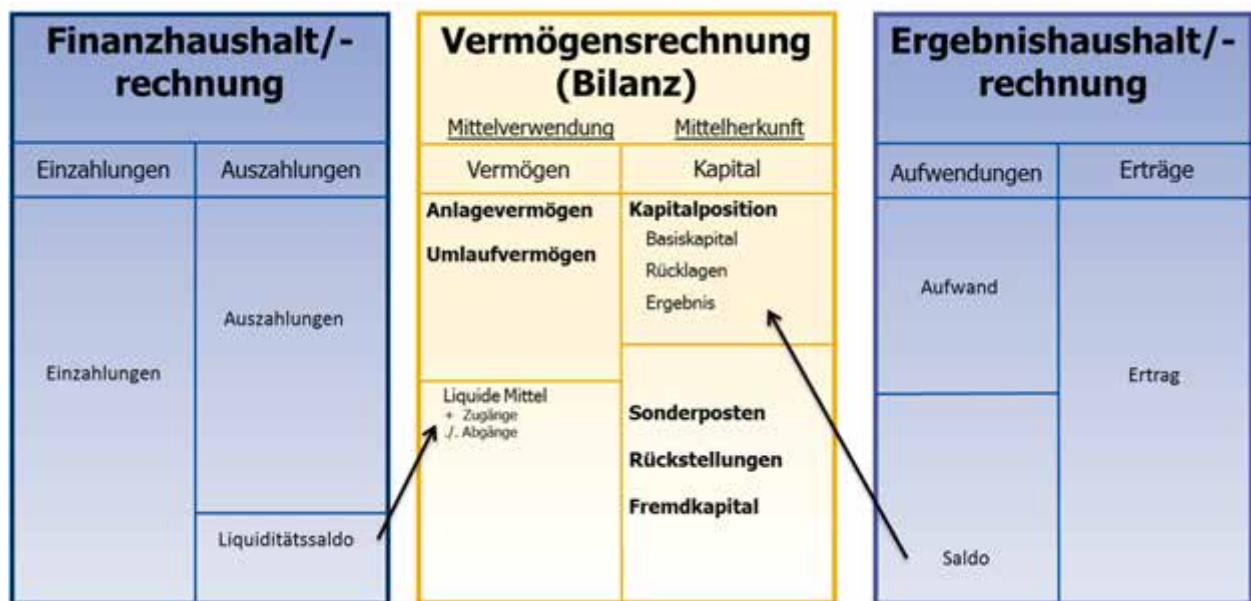 Finanzhaushalt/-
rechnung
Einzahlungen
Auszahlungen
Einzahlungen
Auszahlungen
Liquiditätssaldo
Vermögensrechnung
(Bilanz)
Mittelverwendung
Mittelherkunft
Vermögen
Kapital
Anlagevermögen
Umlaufvermögen
Liquide Mittel
+ Zugänge
./. Abgänge
Kapitalposition
Basiskapital
Rücklagen
Ergebnis
Sonderposten
Rückstellungen
Fremdkapital
Ergebnishaushalt/-
rechnung
Aufwendungen
Erträge
Aufwand
Saldo
Ertrag